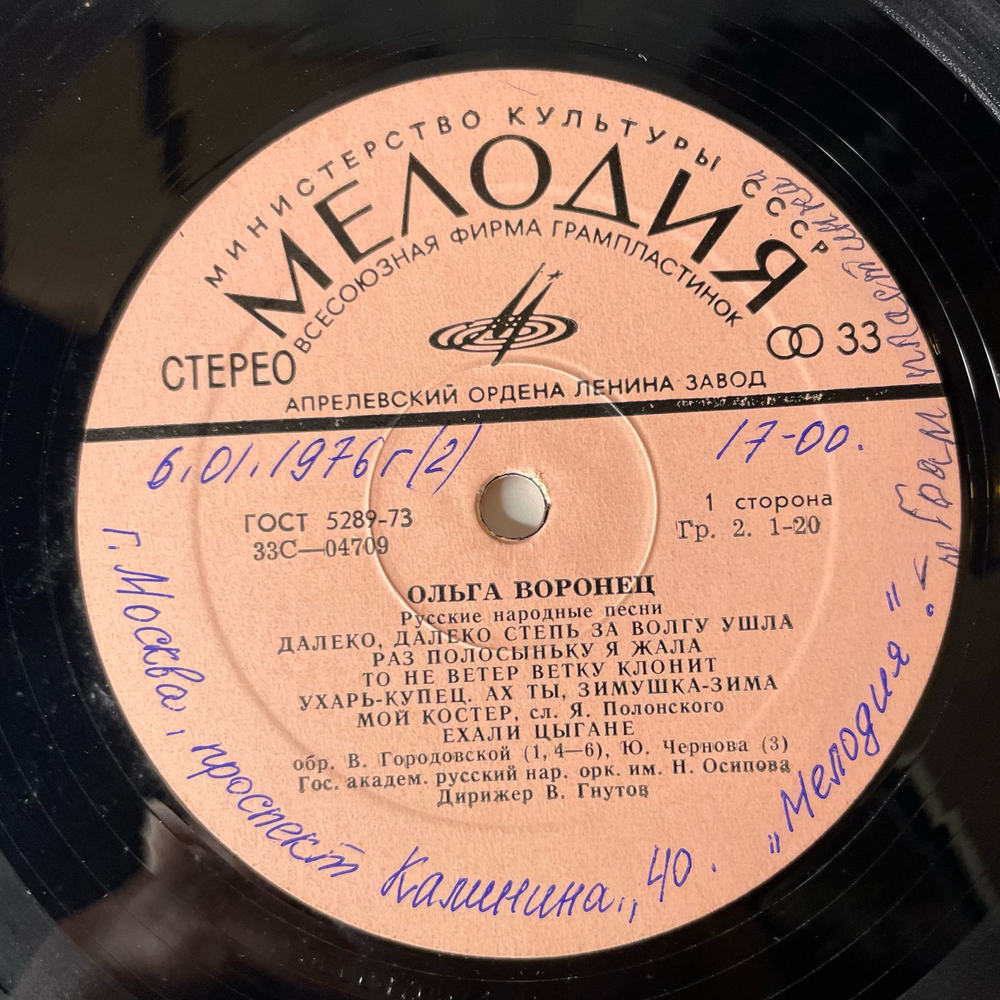 МИНИСТЕРСТВО КУЛЬТУРЫ СССР
МЕЛОДИЯ
ВСЕСОЮЗНАЯ ФИРМА ГРАМПЛАСТИНОК
СТЕРЕО
33
АПРЕЛЕВСКИЙ ОРДЕНА ЛЕНИНА ЗАВОД
6.01.1976 г (2)
17-00.
ГОСТ 5289-73
33С—04709
1 сторона
Гр. 2. 1-20
ОЛЬГА ВОРОНЕЦ
Русские народные песни
ДАЛЕКО, ДАЛЕКО СТЕПЬ ЗА ВОЛГУ УШЛА
РАЗ ПОЛОСЫНЬКУ Я ЖАЛА
ТО НЕ ВЕТЕР ВЕТКУ КЛОНИТ
УХАРЬ-КУПЕЦ. АХ ТЫ, ЗИМУШКА-ЗИМА
МОЙ КОСТЕР, сл. Я. Полонского
ЕХАЛИ ЦЫГАНЕ
обр. В. Городовской (1, 4—6), Ю. Чернова (3)
Гос. академ. русский нар. орк. им. Н. Осипова
Дирижер В. Гнутов
г. Москва, проспект Калинина, 40. „Мелодия".- Грам пластинка